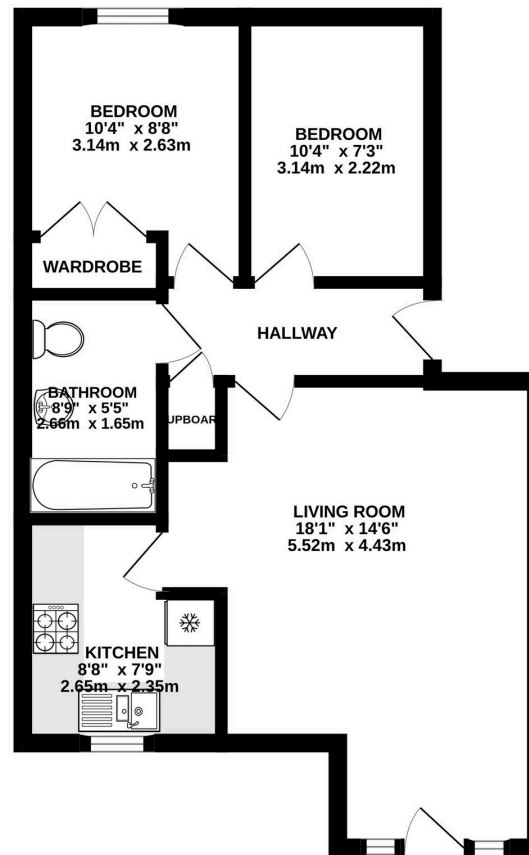 BEDROOM
10'4" x 8'8"
3.14m x 2.63m
BEDROOM
10'4" x 7'3"
3.14m x 2.22m
WARDROBE
HALLWAY
BATHROOM
8'9" x 5'5"
2.66m x 1.65m
UPBOAR
LIVING ROOM
18'1" x 14'6"
5.52m x 4.43m
KITCHEN
8'8" x 7'9"
2.65m x 2.35m